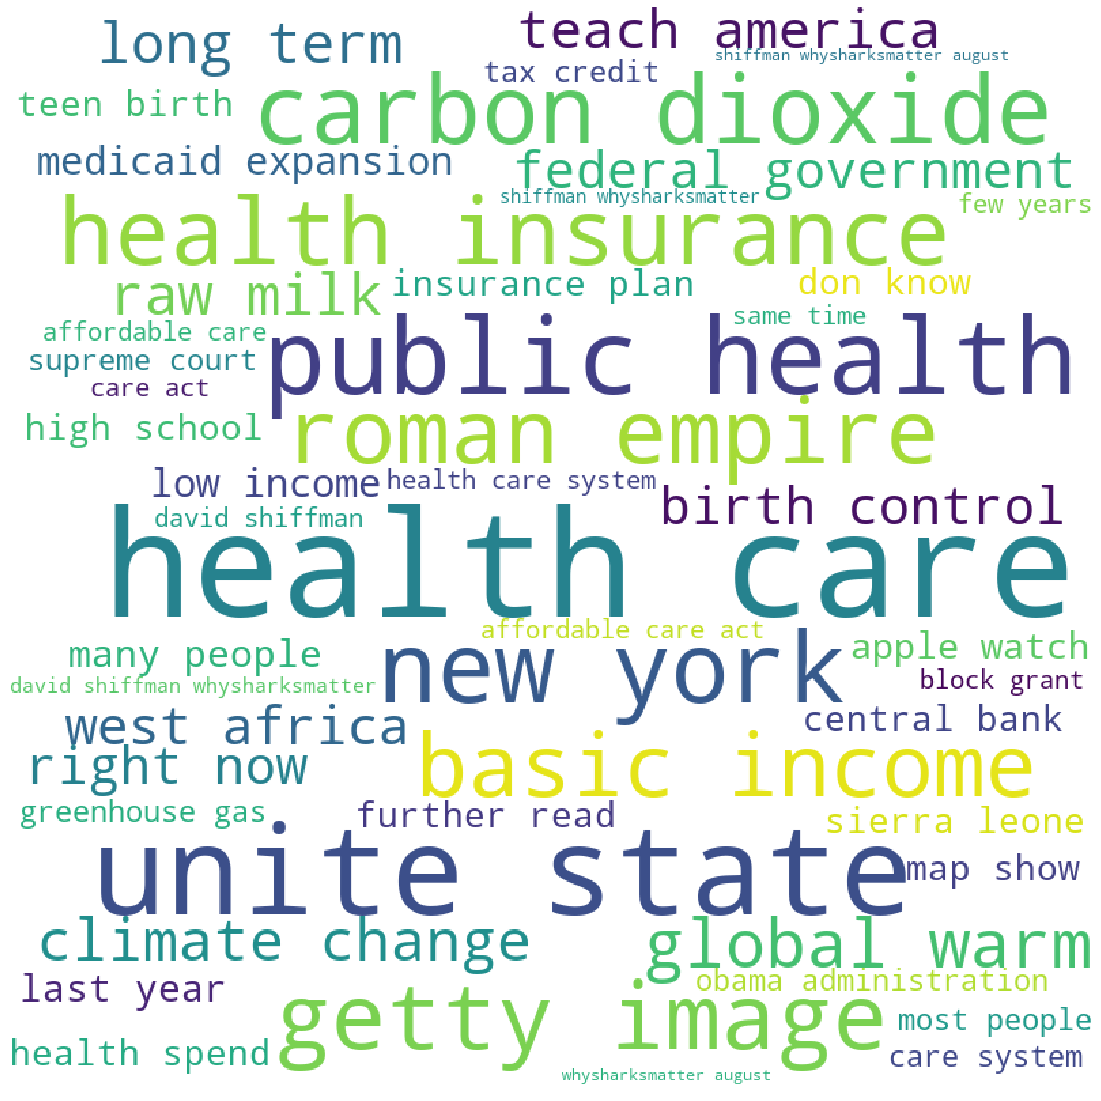 teach america
long term
shiffman whysharksmatter august
tax credit
carbon dioxide
teen birth
medicaid expansion
federal government
shiffman whysharksmatter
few years
health insurance
raw milk
insurance plan
don know
same time
affordable care
public health
supreme court
care act
roman empire
high school
low income
health care system
birth control
david shiffman
health care
affordable care act
many people
new york
apple watch
david shiffman whysharksmatter
block grant
west africa
central bank
basic income
right now
greenhouse gas
further read
sierra leone
unite state
map show
climate change
global warm
last year
obama administration
getty image
most people
health spend
care system
whysharksmatter august